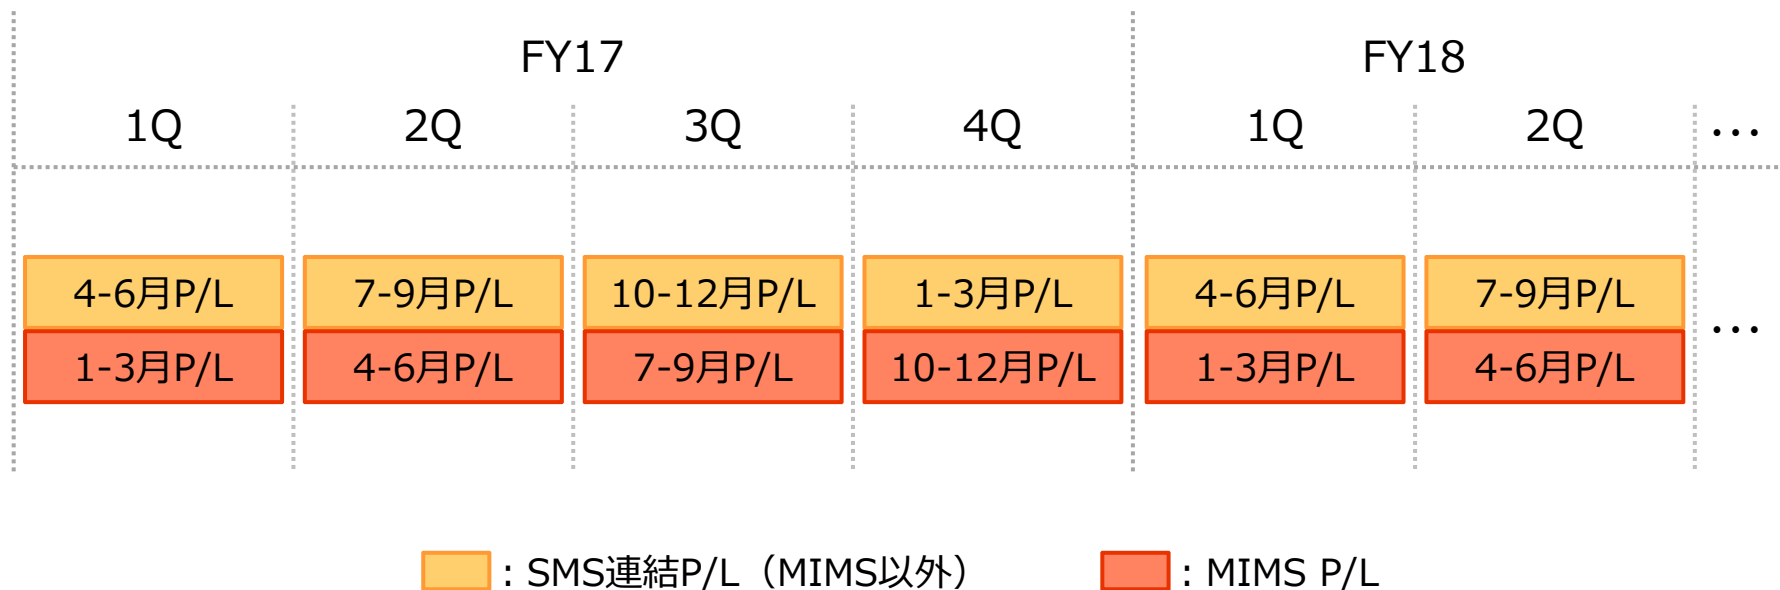 FY17 FY18
1Q 2Q 3Q 4Q 1Q 2Q …
4-6月P/L 7-9月P/L 10-12月P/L 1-3月P/L 4-6月P/L 7-9月P/L
…
1-3月P/L 4-6月P/L 7-9月P/L 10-12月P/L 1-3月P/L 4-6月P/L
: SMS連結P/L（MIMS以外） : MIMS P/L